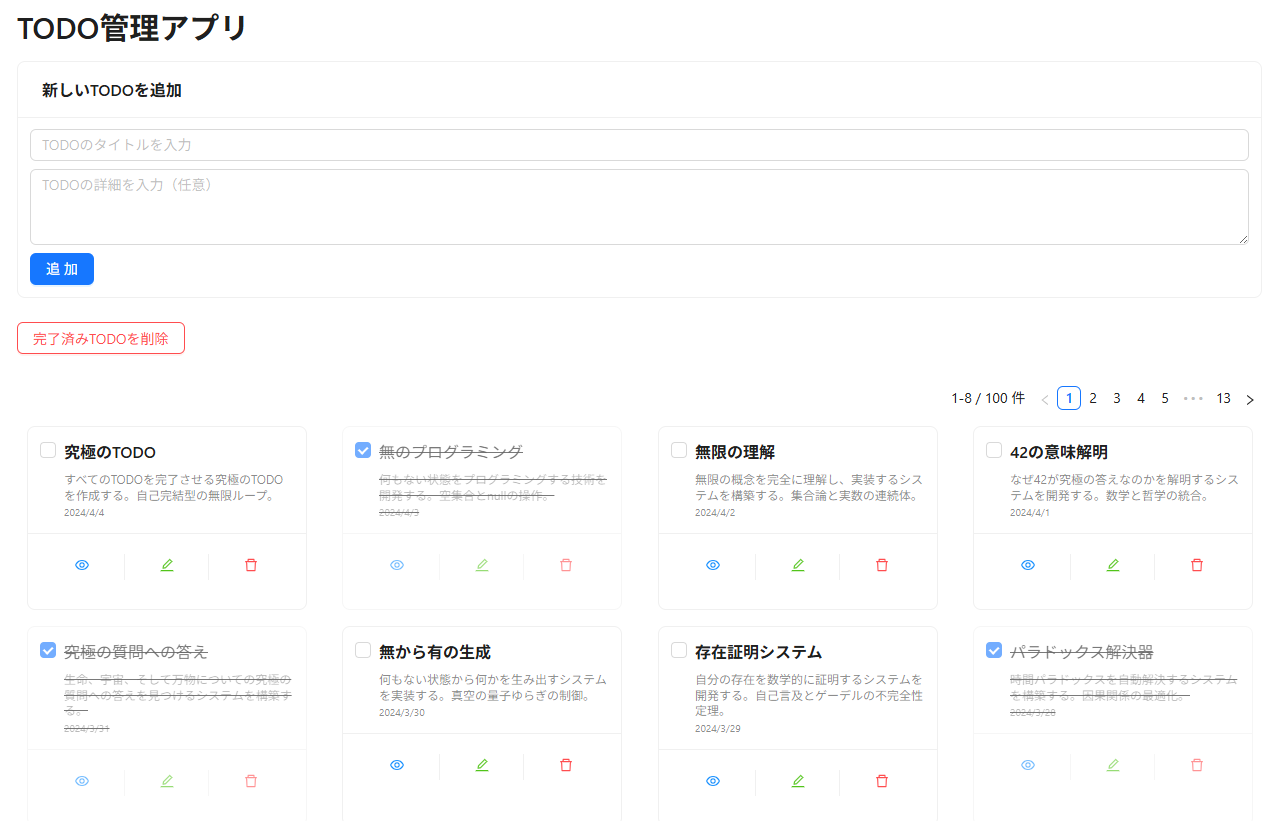 TODO管理アプリ
新しいTODOを追加
TODOのタイトルを入力
TODOの詳細を入力（任意）
追 加
完了済みTODOを削除
1-8 / 100 件 1 2 3 4 5 ••• 13
究極のTODO
すべてのTODOを完了させる究極のTODO
を作成する。自己完結型の無限ループ。
2024/4/4
無のプログラミング
何もない状態をプログラミングする技術を
開発する。空集合とnullの操作。
2024/4/3
無限の理解
無限の概念を完全に理解し、実装するシス
テムを構築する。集合論と実数の連続体。
2024/4/2
42の意味解明
なぜ42が究極の答えなのかを解明するシス
テムを開発する。数学と哲学の統合。
2024/4/1
究極の質問への答え
生命、宇宙、そして万物についての究極の
質問への答えを見つけるシステムを構築す
る。
2024/3/31
無から有の生成
何もない状態から何かを生み出すシステム
を実装する。真空の量子ゆらぎの制御。
2024/3/30
存在証明システム
自分の存在を数学的に証明するシステムを
開発する。自己言及とゲーデルの不完全性
定理。
2024/3/29
パラドックス解決器
時間パラドックスを自動解決するシステム
を構築する。因果関係の最適化。
2024/3/28